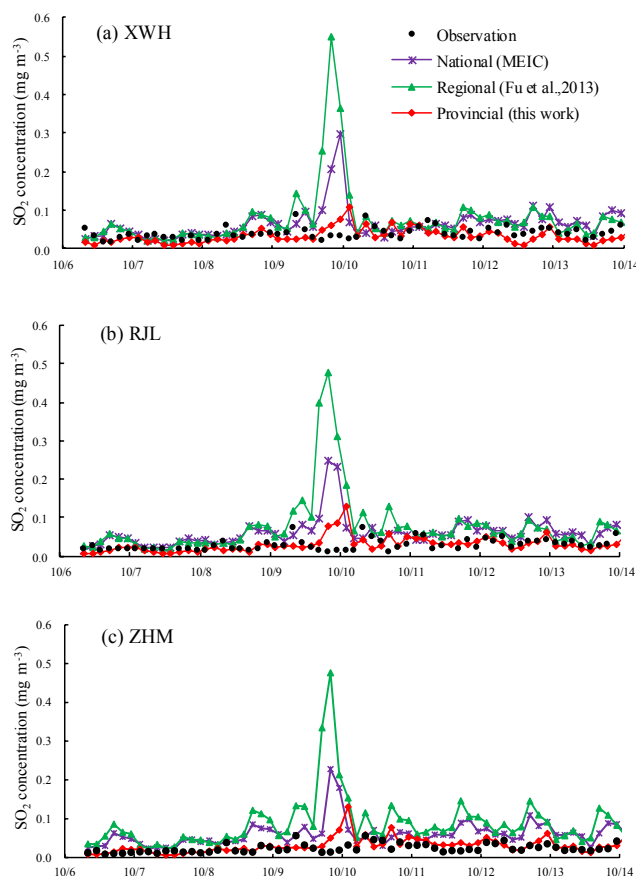 (a) XWH
Observation
National (MEIC)
Regional (Fu et al.,2013)
Provincial (this work)
SO2 concentration (mg m-3)
0.6
0.5
0.4
0.3
0.2
0.1
0.0
10/6 10/7 10/8 10/9 10/10 10/11 10/12 10/13 10/14
(b) RJL
SO2 concentration (mg m-3)
0.6
0.5
0.4
0.3
0.2
0.1
0.0
10/6 10/7 10/8 10/9 10/10 10/11 10/12 10/13 10/14
(c) ZHM
SO2 concentration (mg m-3)
0.6
0.5
0.4
0.3
0.2
0.1
0.0
10/6 10/7 10/8 10/9 10/10 10/11 10/12 10/13 10/14